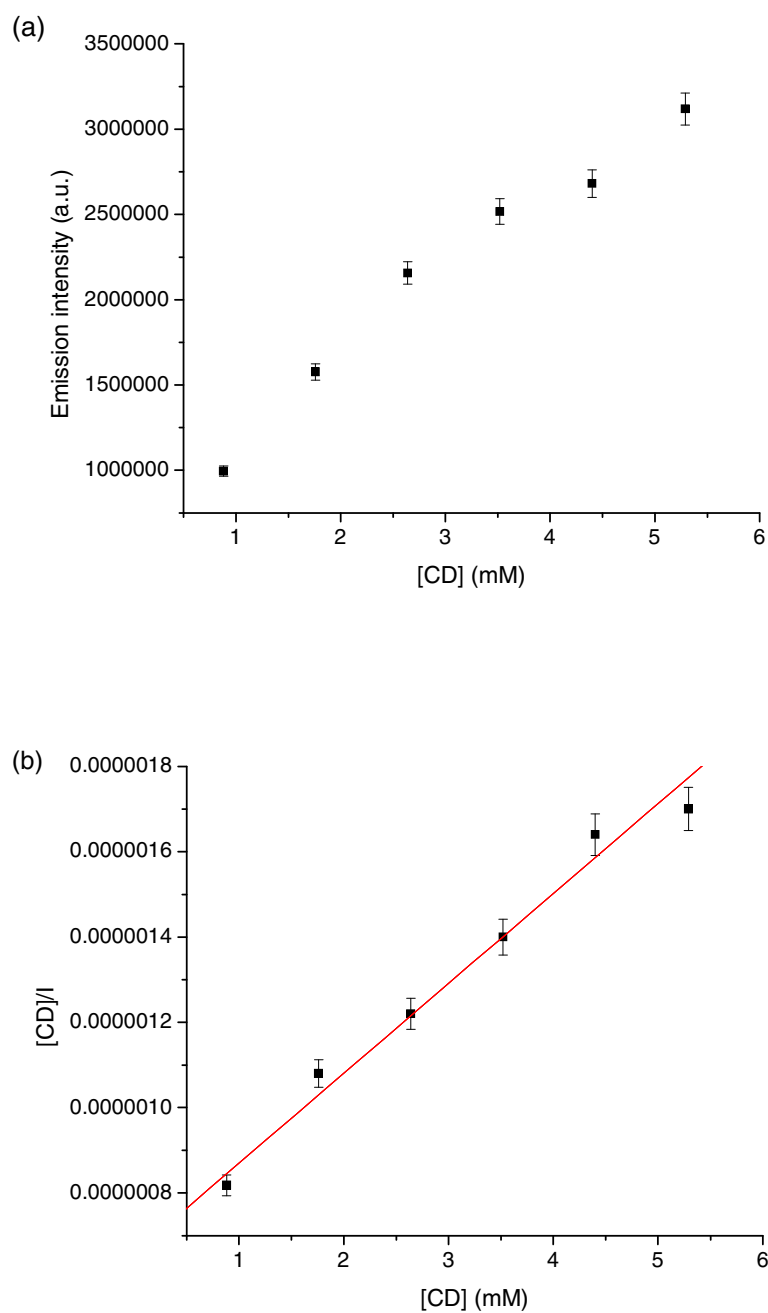 (a)
3500000
3000000
2500000
2000000
1500000
1000000
Emission intensity (a.u.)
1 2 3 4 5 6
[CD] (mM)
(b)
0.0000018
0.0000016
0.0000014
0.0000012
0.0000010
0.0000008
[CD]/I
1 2 3 4 5 6
[CD] (mM)